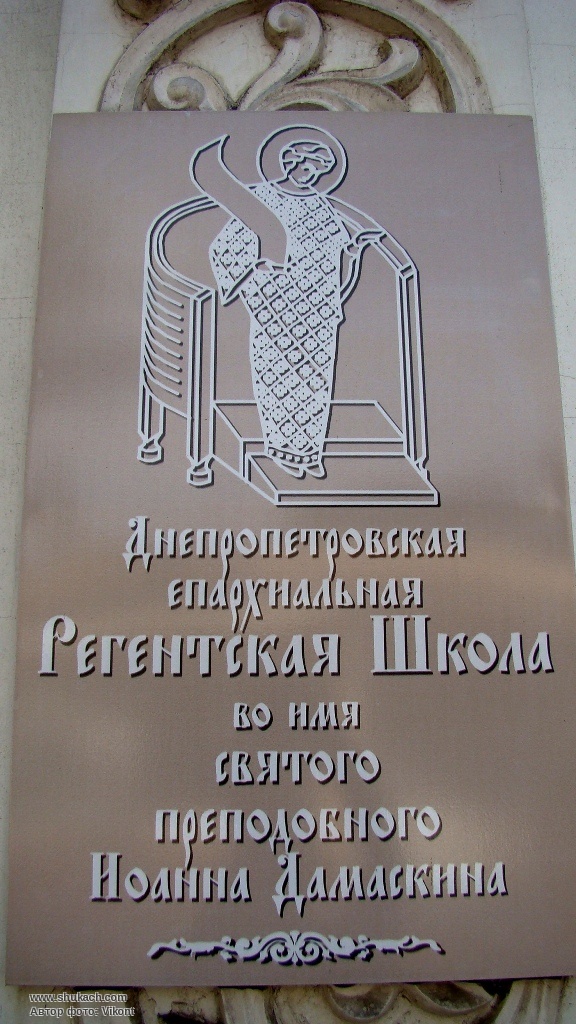 Днепропетровская
епархиальная
Регентская Школа
во имя
святого
преподобного
Иоанна Дамаскина
www.shukach.com
Автор фото: Vikont